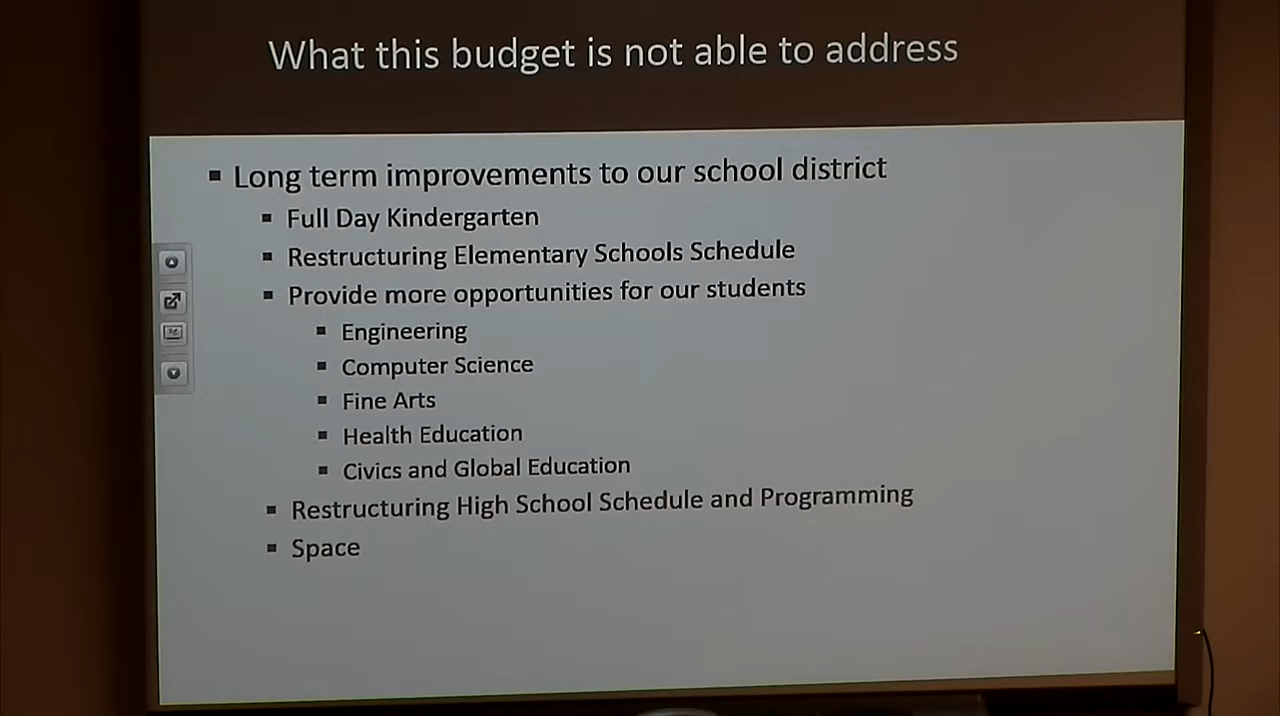 What this budget is not able to address
Long term improvements to our school district
Full Day Kindergarten
Restructuring Elementary Schools Schedule
Provide more opportunities for our students
Engineering
Computer Science
Fine Arts
Health Education
Civics and Global Education
Restructuring High School Schedule and Programming
Space